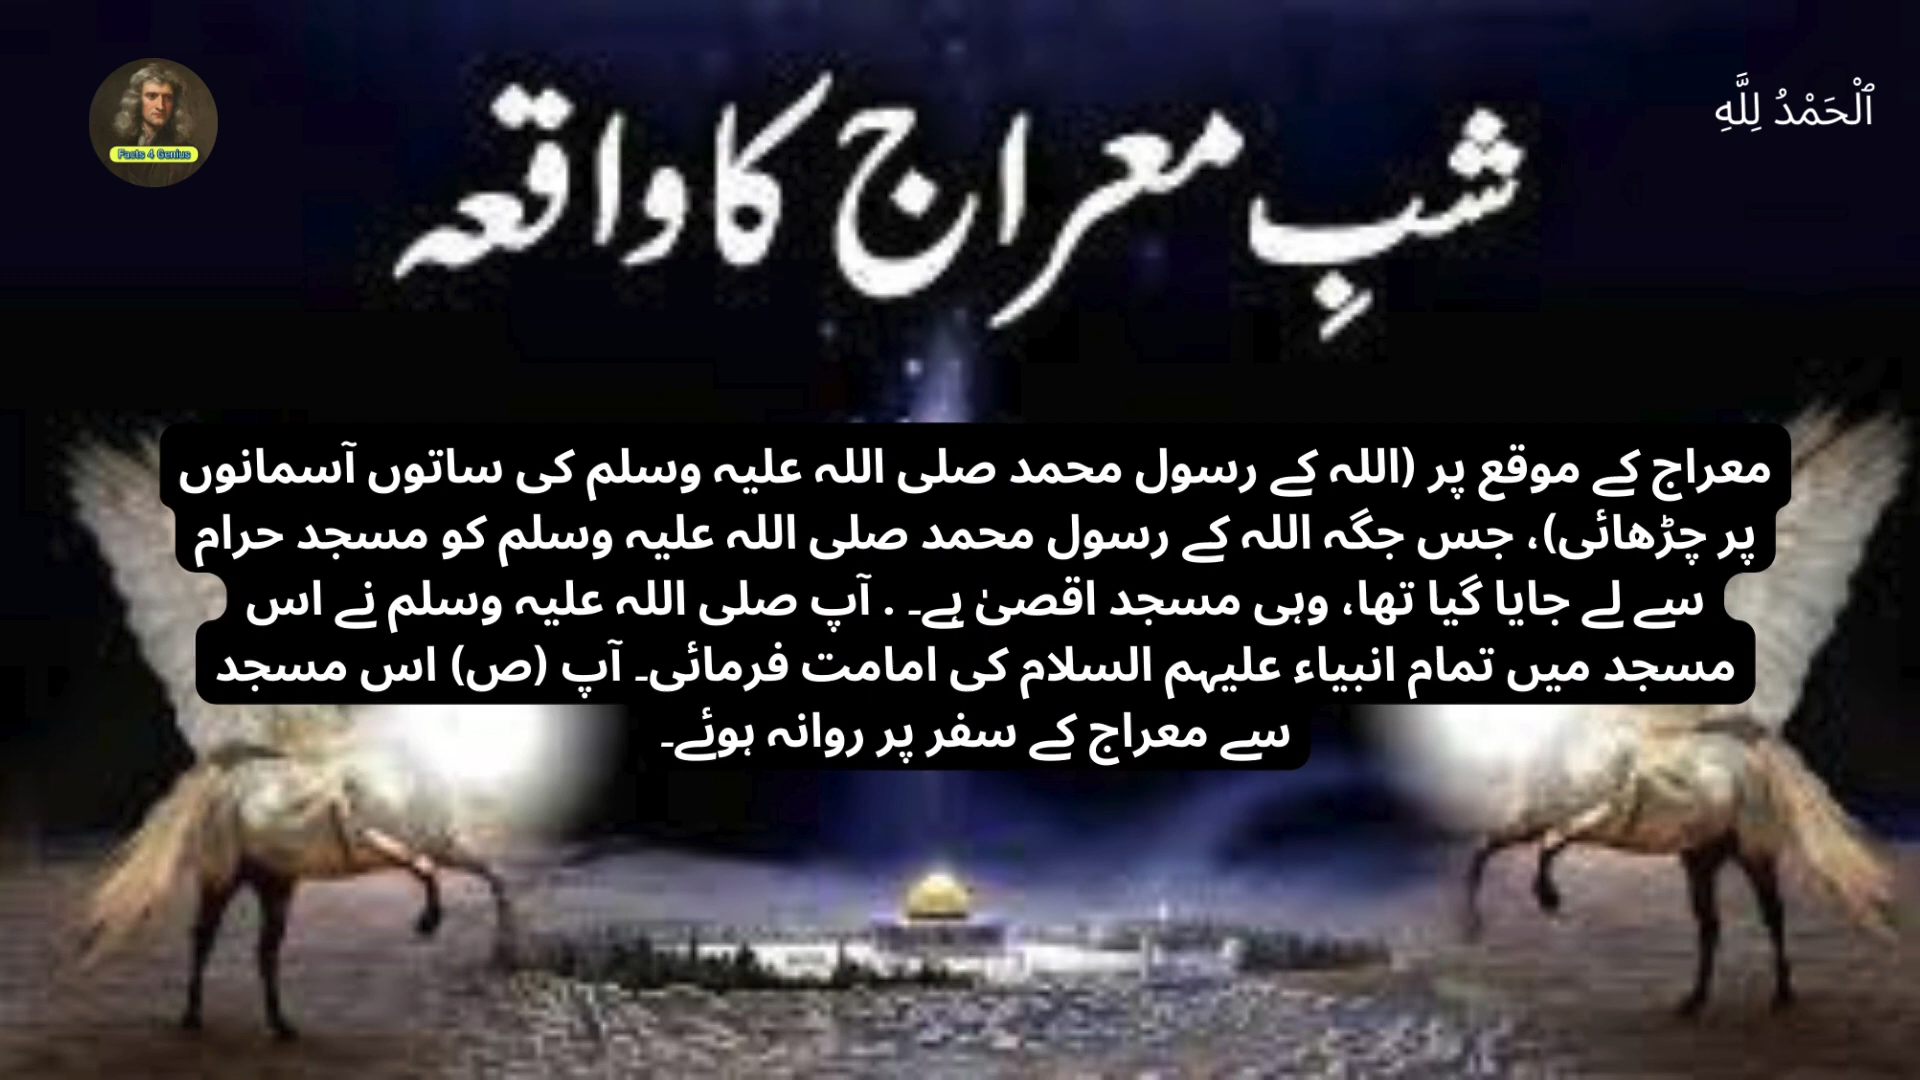 Facts 4 Genius
ٱلْحَمْدُ لِلَّٰهِ
شبِ معراج کا واقعہ
معراج کے موقع پر (اللہ کے رسول محمد صلی اللہ علیہ وسلم کی ساتوں آسمانوں
پر چڑھائی)، جس جگہ اللہ کے رسول محمد صلی اللہ علیہ وسلم کو مسجد حرام
سے لے جایا گیا تھا، وہی مسجد اقصیٰ ہے۔ . آپ صلی اللہ علیہ وسلم نے اس
مسجد میں تمام انبیاء علیہم السلام کی امامت فرمائی۔ آپ (ص) اس مسجد
سے معراج کے سفر پر روانہ ہوئے۔